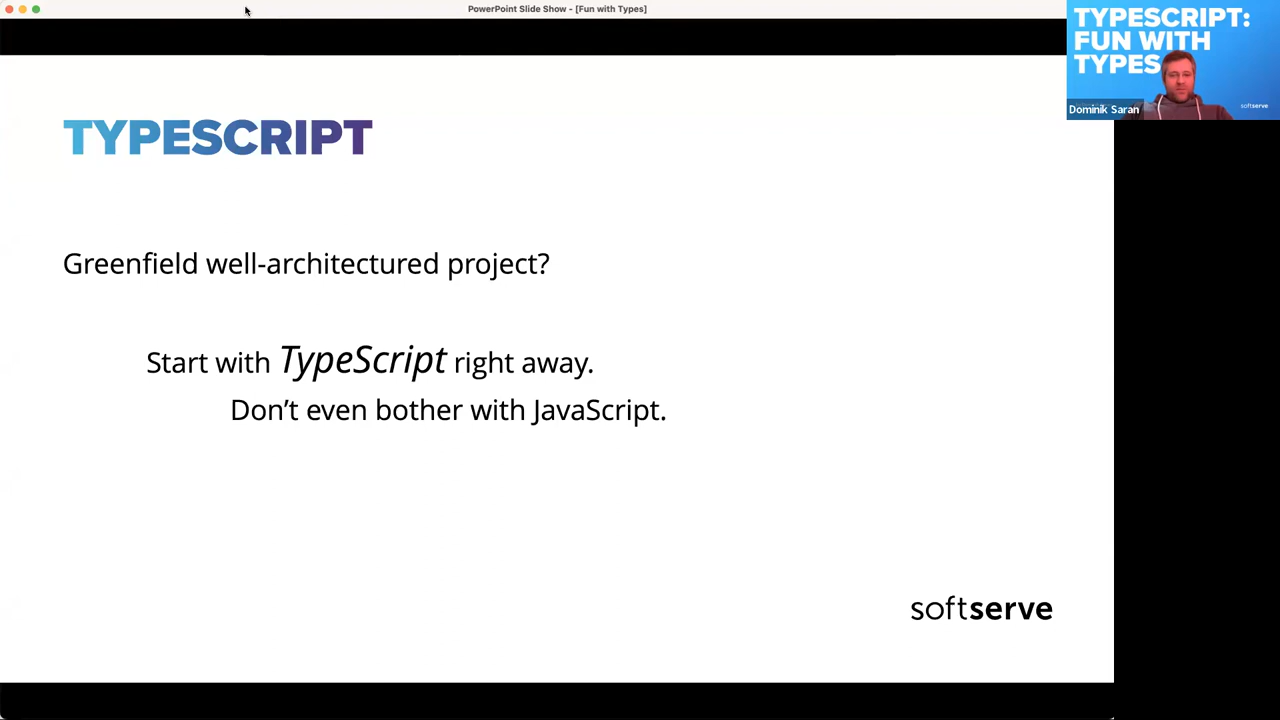 PowerPoint Slide Show - [Fun with Types]
TYPESCRIPT:
FUN WITH
TYPES
Dominik Saran
softserve
TYPESCRIPT
Greenfield well-architectured project?
Start with TypeScript right away.
Don’t even bother with JavaScript.
softserve